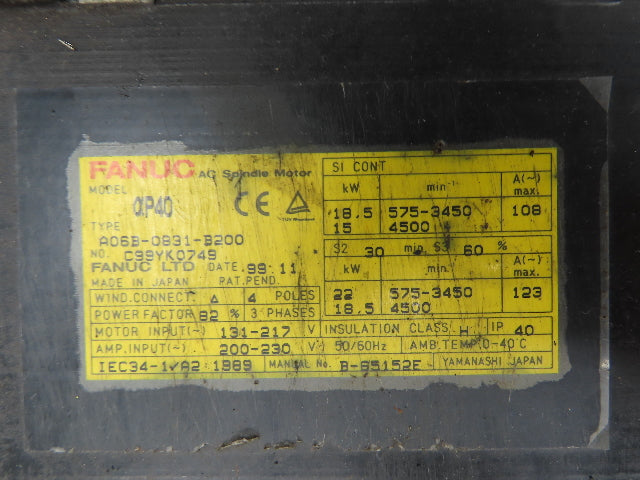 FANUC AC Spindle Motor
MODEL
αP40
CE
TYPE
A06B-0831-B200
NO. C99YK0749
FANUC LTD DATE. 99.11
MADE IN JAPAN PAT.PEND.
WIND.CONNECT △ 4 POLES
POWER FACTOR 82 % 3 PHASES
MOTOR INPUT(~) 131-217 V
AMP.INPUT(~) 200-230 V 50/60Hz
IEC34-1/A2:1989
S1 CONT
kW min⁻¹ A(~) max.
18.5 575-3450 108
15 4500
S2 30 min, S3 60 %
kW min⁻¹ A(~) max.
22 575-3450 123
18.5 4500
INSULATION CLASS H IP 40
AMB.TEMP.0-40°C
MANUAL No. B-65152E YAMANASHI JAPAN